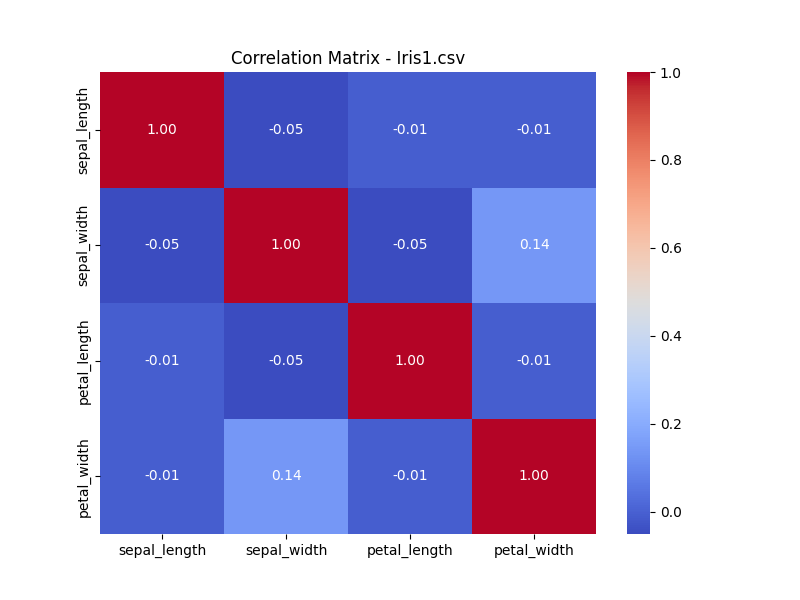 Correlation Matrix - Iris1.csv
sepal_length 1.00 -0.05 -0.01 -0.01
sepal_width -0.05 1.00 -0.05 0.14
petal_length -0.01 -0.05 1.00 -0.01
petal_width -0.01 0.14 -0.01 1.00
sepal_length sepal_width petal_length petal_width
1.0
0.8
0.6
0.4
0.2
0.0